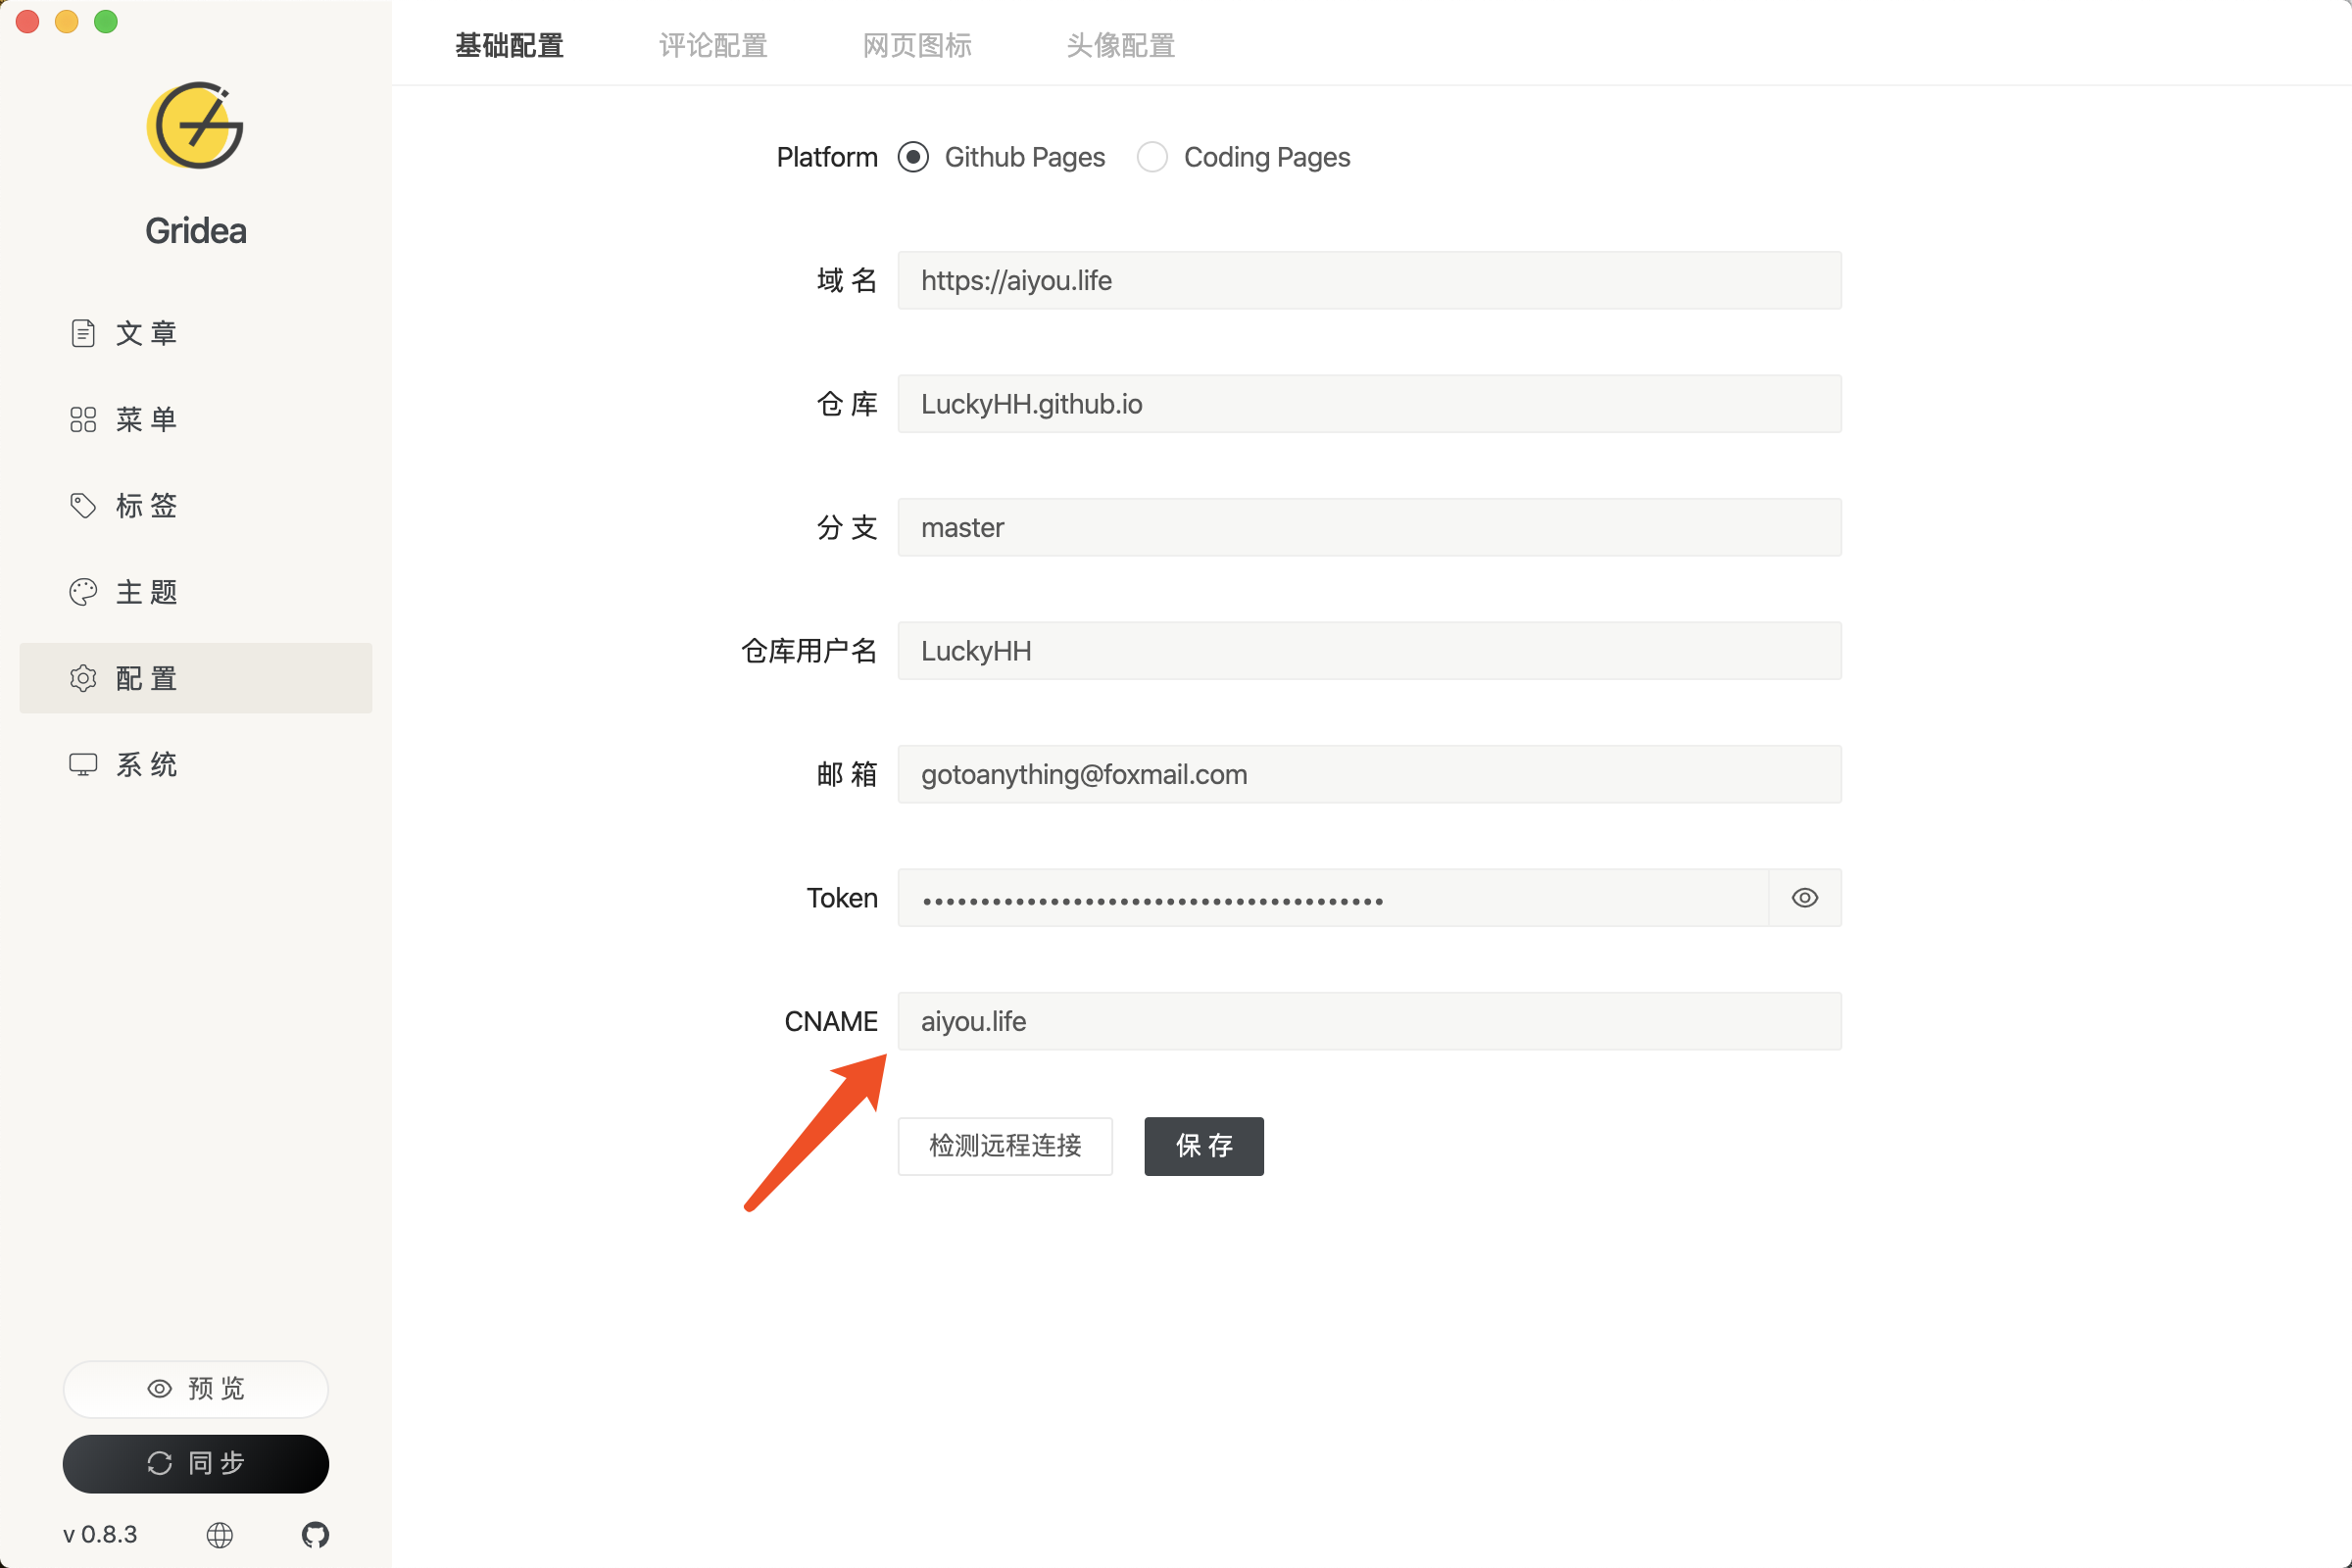 基础配置 评论配置 网页图标 头像配置
Gridea
文 章
菜 单
标 签
主 题
配 置
系 统
预 览
同 步
v 0.8.3
Platform Github Pages Coding Pages
域 名 https://aiyou.life
仓 库 LuckyHH.github.io
分 支 master
仓库用户名 LuckyHH
邮 箱 gotoanything@foxmail.com
Token ••••••••••••••••••••••••••••••••••••••••
CNAME aiyou.life
检测远程连接 保 存